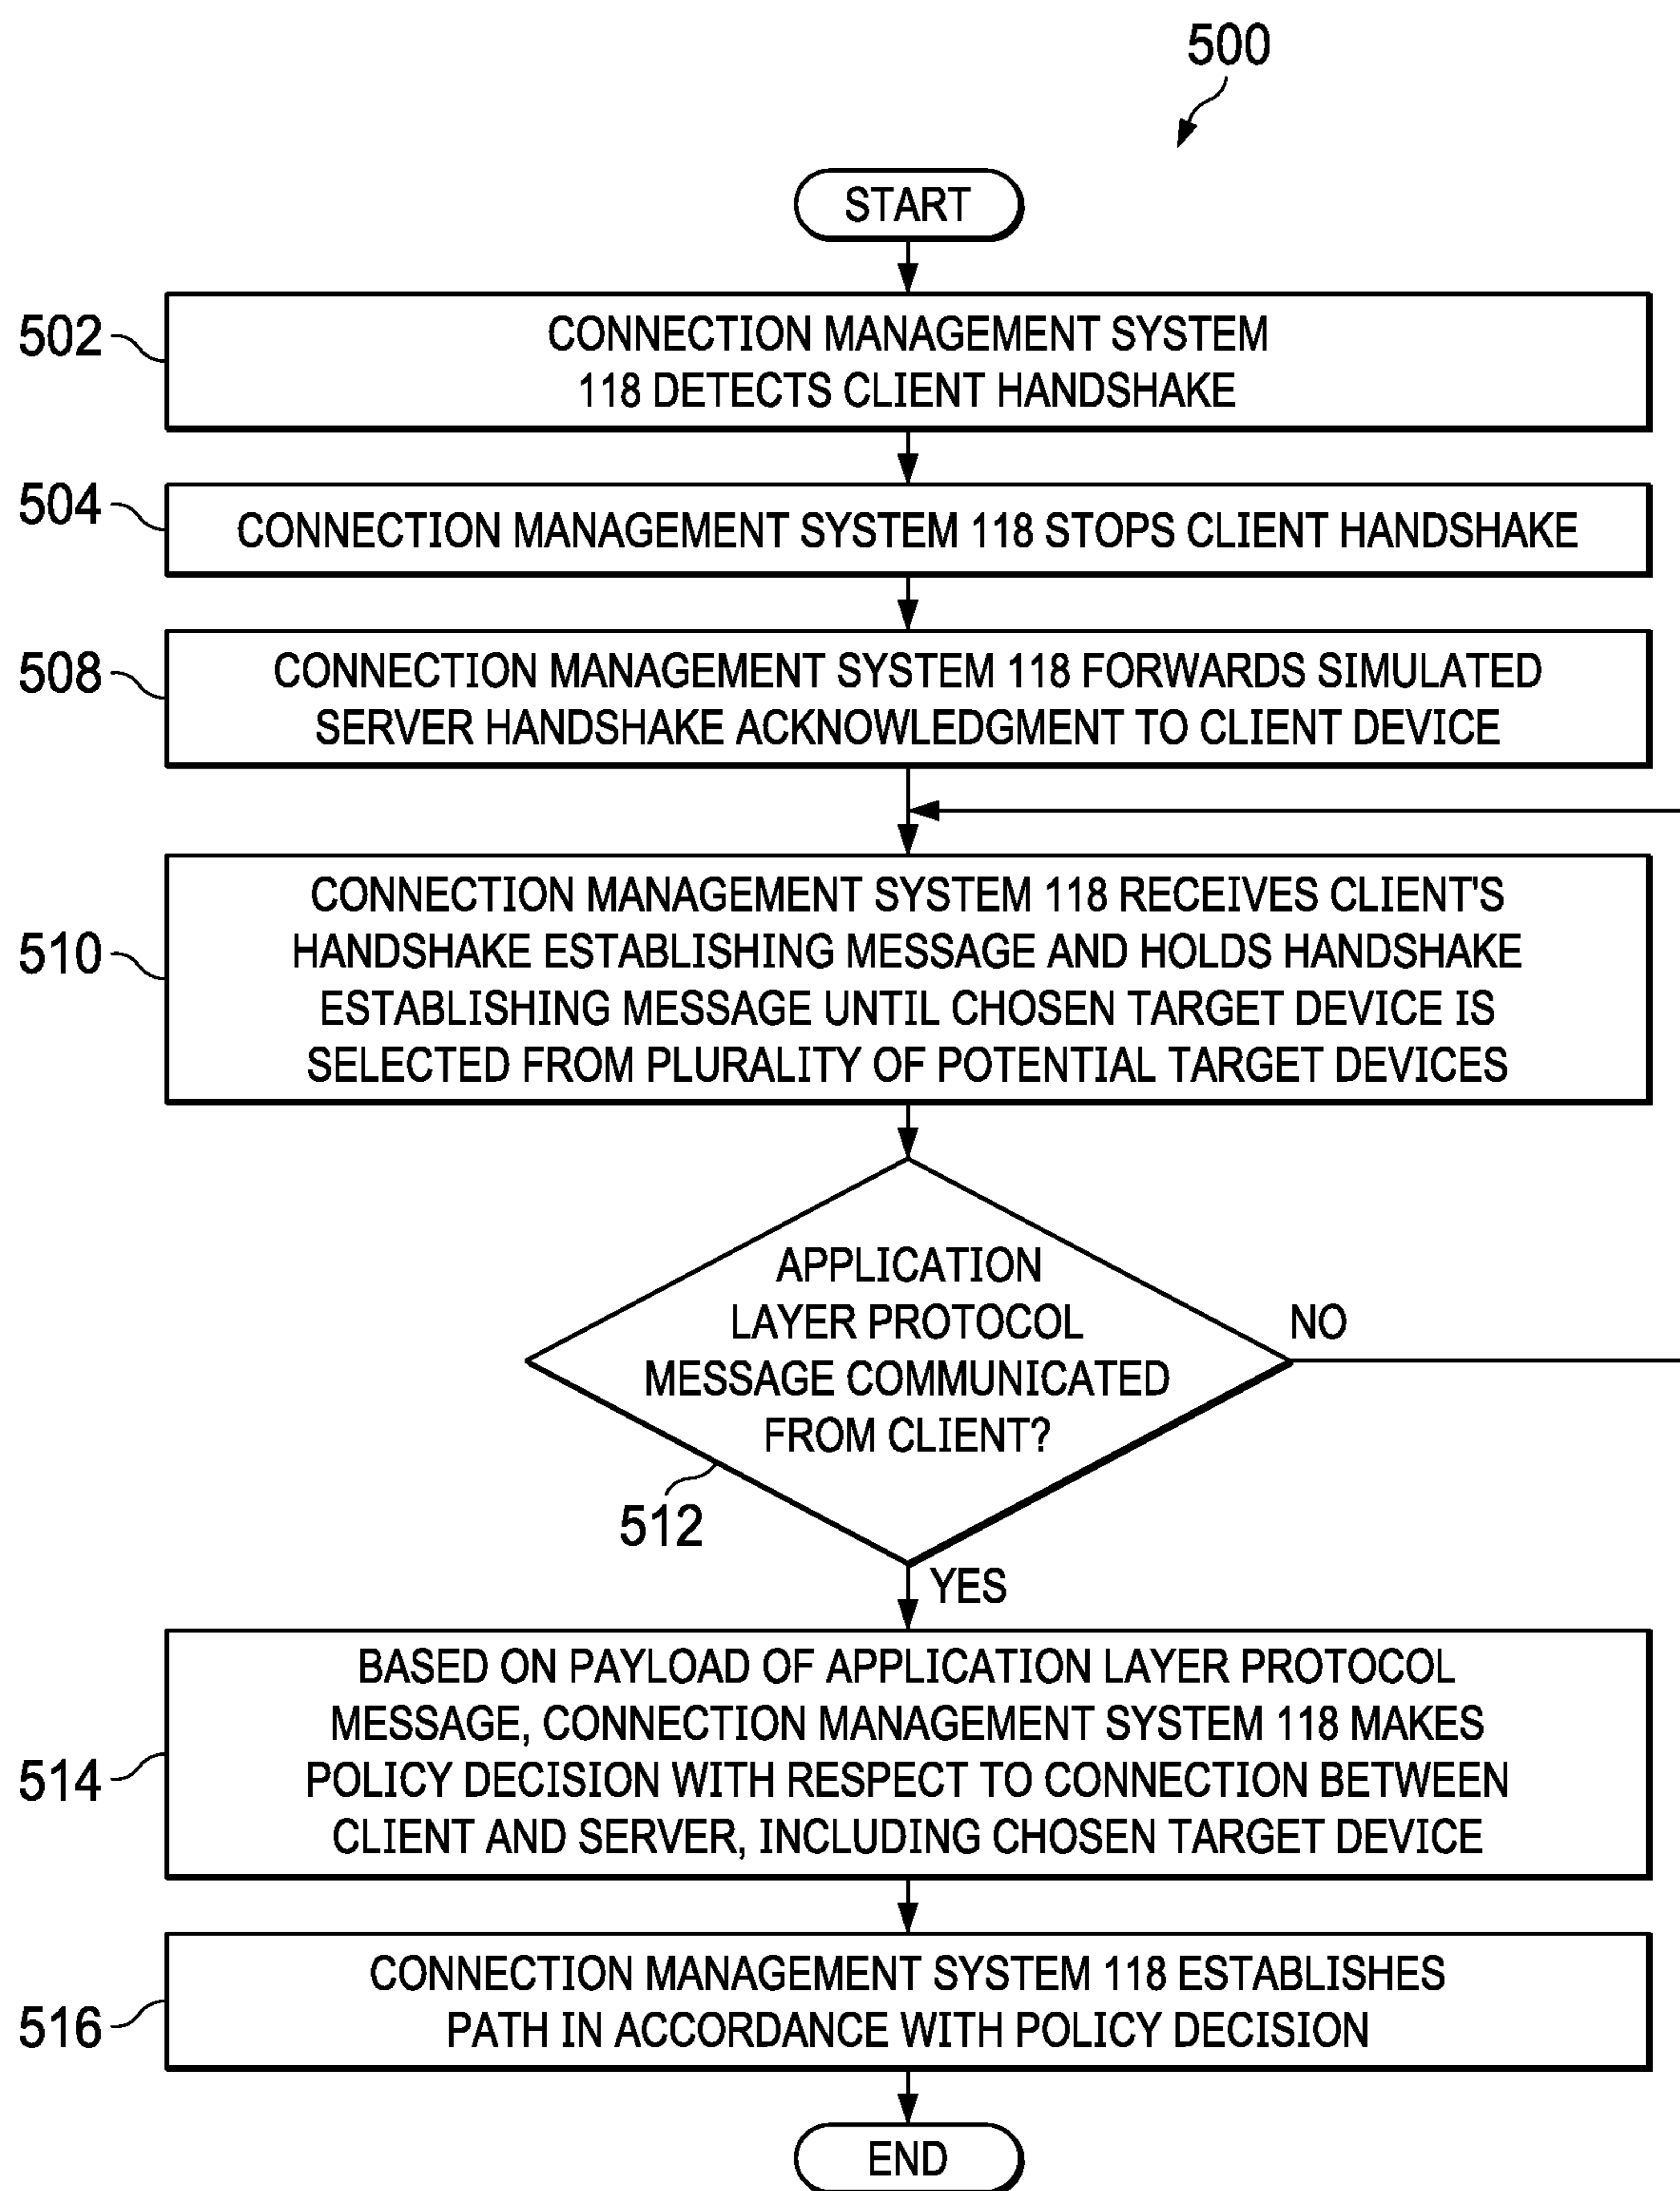 500
START
502
CONNECTION MANAGEMENT SYSTEM
118 DETECTS CLIENT HANDSHAKE
504
CONNECTION MANAGEMENT SYSTEM 118 STOPS CLIENT HANDSHAKE
508
CONNECTION MANAGEMENT SYSTEM 118 FORWARDS SIMULATED
SERVER HANDSHAKE ACKNOWLEDGMENT TO CLIENT DEVICE
510
CONNECTION MANAGEMENT SYSTEM 118 RECEIVES CLIENT'S
HANDSHAKE ESTABLISHING MESSAGE AND HOLDS HANDSHAKE
ESTABLISHING MESSAGE UNTIL CHOSEN TARGET DEVICE IS
SELECTED FROM PLURALITY OF POTENTIAL TARGET DEVICES
APPLICATION
LAYER PROTOCOL
MESSAGE COMMUNICATED
FROM CLIENT?
NO
512
YES
514
BASED ON PAYLOAD OF APPLICATION LAYER PROTOCOL
MESSAGE, CONNECTION MANAGEMENT SYSTEM 118 MAKES
POLICY DECISION WITH RESPECT TO CONNECTION BETWEEN
CLIENT AND SERVER, INCLUDING CHOSEN TARGET DEVICE
516
CONNECTION MANAGEMENT SYSTEM 118 ESTABLISHES
PATH IN ACCORDANCE WITH POLICY DECISION
END